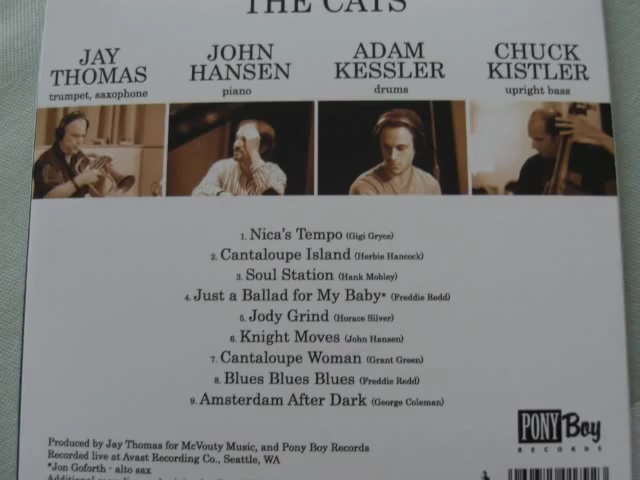 THE CATS
JAY THOMAS
trumpet, saxophone
JOHN HANSEN
piano
ADAM KESSLER
drums
CHUCK KISTLER
upright bass
1. Nica's Tempo (Gigi Gryce)
2. Cantaloupe Island (Herbie Hancock)
3. Soul Station (Hank Mobley)
4. Just a Ballad for My Baby* (Freddie Redd)
5. Jody Grind (Horace Silver)
6. Knight Moves (John Hansen)
7. Cantaloupe Woman (Grant Green)
8. Blues Blues Blues (Freddie Redd)
9. Amsterdam After Dark (George Coleman)
PONY Boy
RECORDS
Produced by Jay Thomas for McVouty Music, and Pony Boy Records
Recorded live at Avast Recording Co., Seattle, WA
*Jon Goforth - alto sax